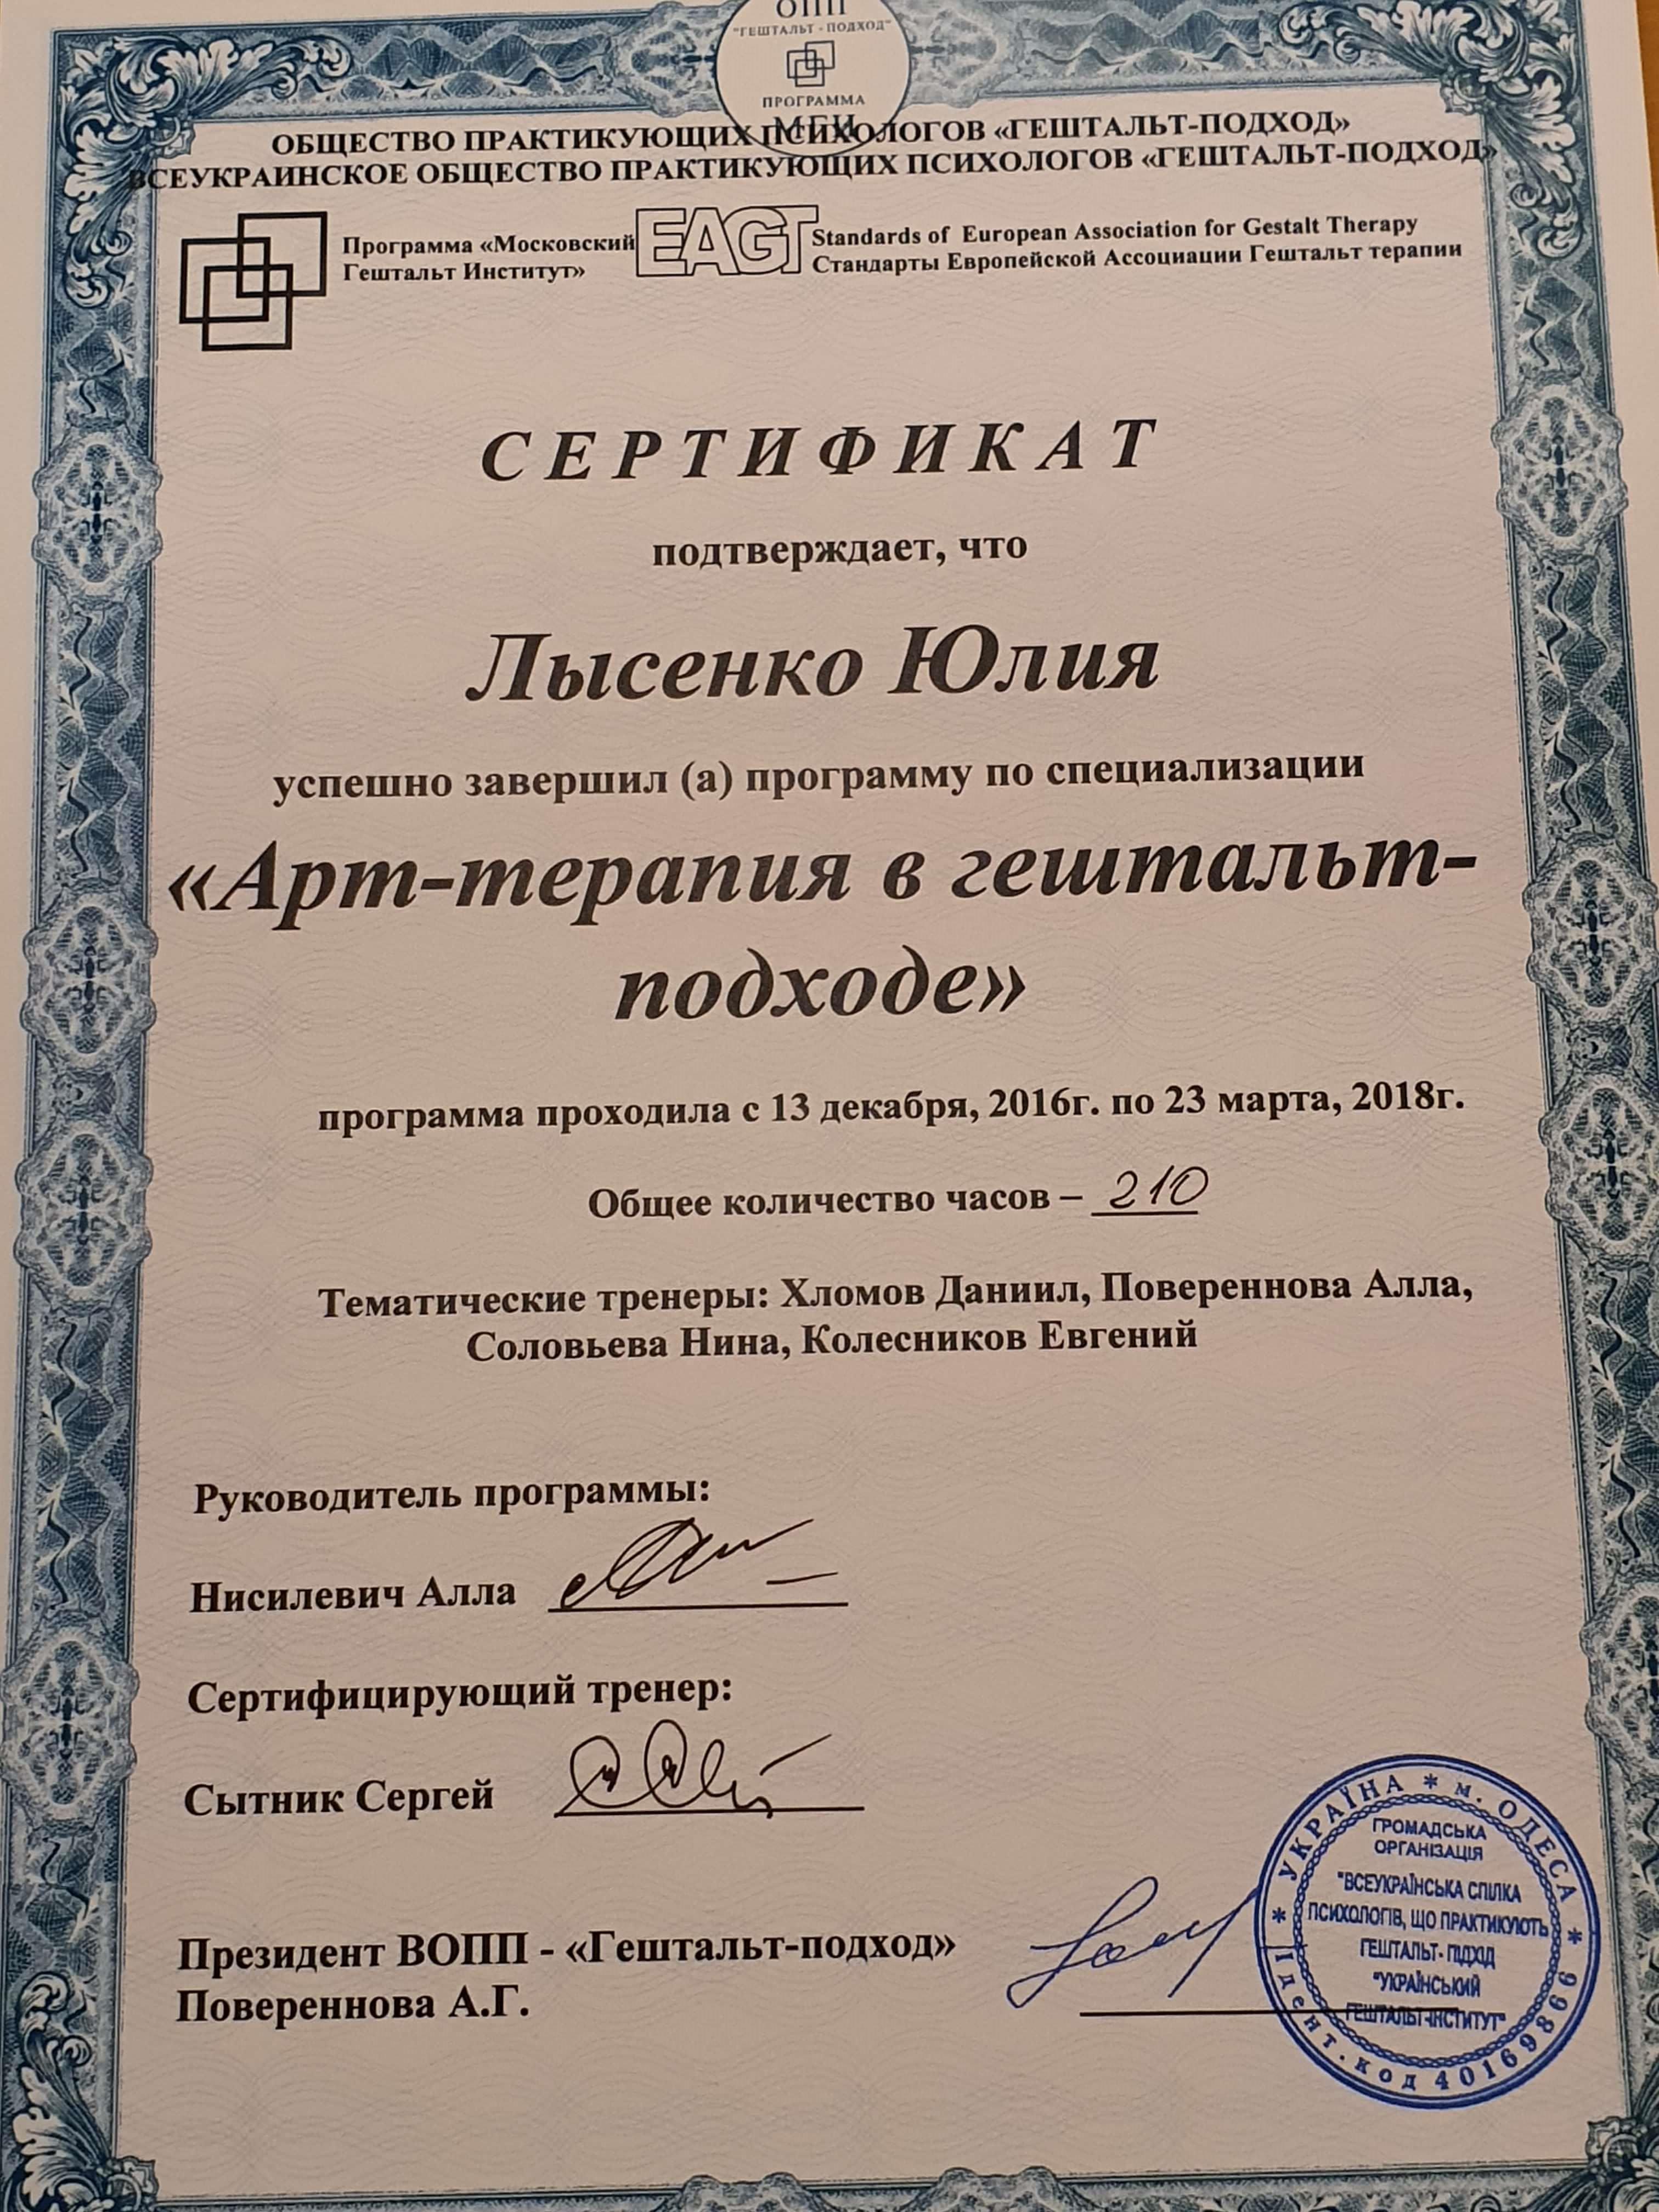 ОПП
"ГЕШТАЛЬТ - ПОДХОД"
ПРОГРАММА
МГИ
ОБЩЕСТВО ПРАКТИКУЮЩИХ ПСИХОЛОГОВ «ГЕШТАЛЬТ-ПОДХОД»
ВСЕУКРАИНСКОЕ ОБЩЕСТВО ПРАКТИКУЮЩИХ ПСИХОЛОГОВ «ГЕШТАЛЬТ-ПОДХОД»
Программа «Московский
Гештальт Институт»
EAGT
Standards of European Association for Gestalt Therapy
Стандарты Европейской Ассоциации Гештальт терапии
СЕРТИФИКАТ
подтверждает, что
Лысенко Юлия
успешно завершил (а) программу по специализации
«Арт-терапия в гештальт-
подходе»
программа проходила с 13 декабря, 2016г. по 23 марта, 2018г.
Общее количество часов – 210
Тематические тренеры: Хломов Даниил, Повереннова Алла,
Соловьева Нина, Колесников Евгений
Руководитель программы:
Нисилевич Алла
Сертифицирующий тренер:
Сытник Сергей
Президент ВОПП - «Гештальт-подход»
Повереннова А.Г.
* УКРАЇНА * м. ОДЕСА *
ГРОМАДСЬКА
ОРГАНІЗАЦІЯ
"ВСЕУКРАЇНСЬКА СПІЛКА
ПСИХОЛОГІВ, ЩО ПРАКТИКУЮТЬ
ГЕШТАЛЬТ- ПІДХІД
"УКРАЇНСЬКИЙ
ГЕШТАЛЬТ-ІНСТИТУТ"
Ідент.код 40169866